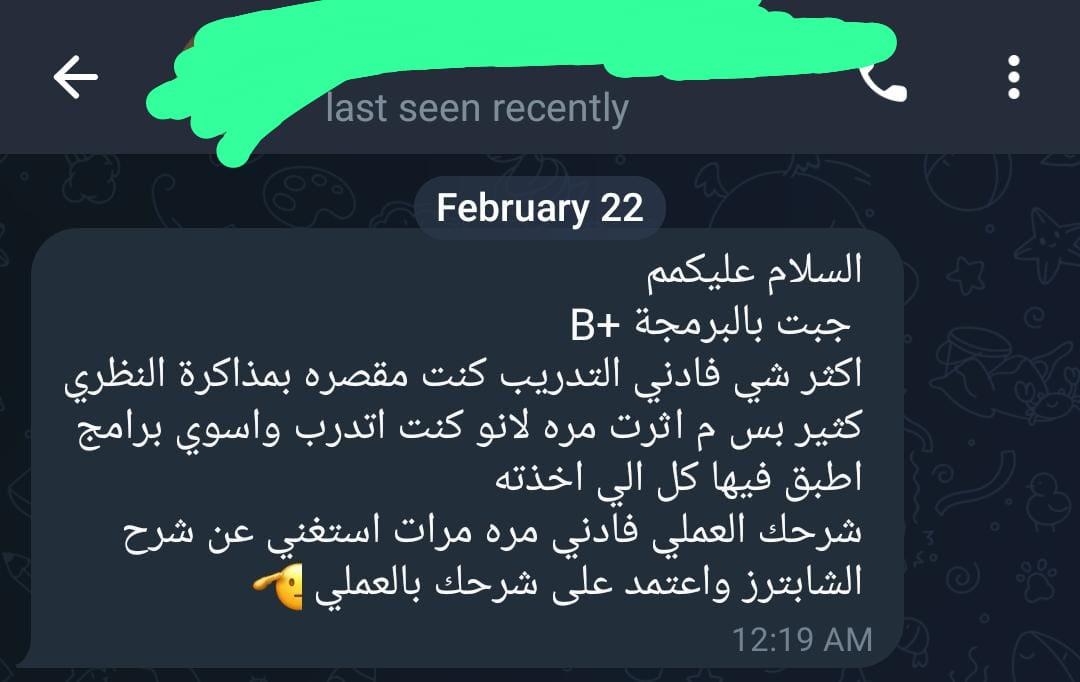 last seen recently
February 22
السلام عليكمم
جبت بالبرمجة B+
اكثر شي فادني التدريب كنت مقصره بمذاكرة النظري
كثير بس م اثرت مره لانو كنت اتدرب واسوي برامج
اطبق فيها كل الي اخذته
شرحك العملي فادني مره مرات استغني عن شرح
الشابترز واعتمد على شرحك بالعملي
12:19 AM